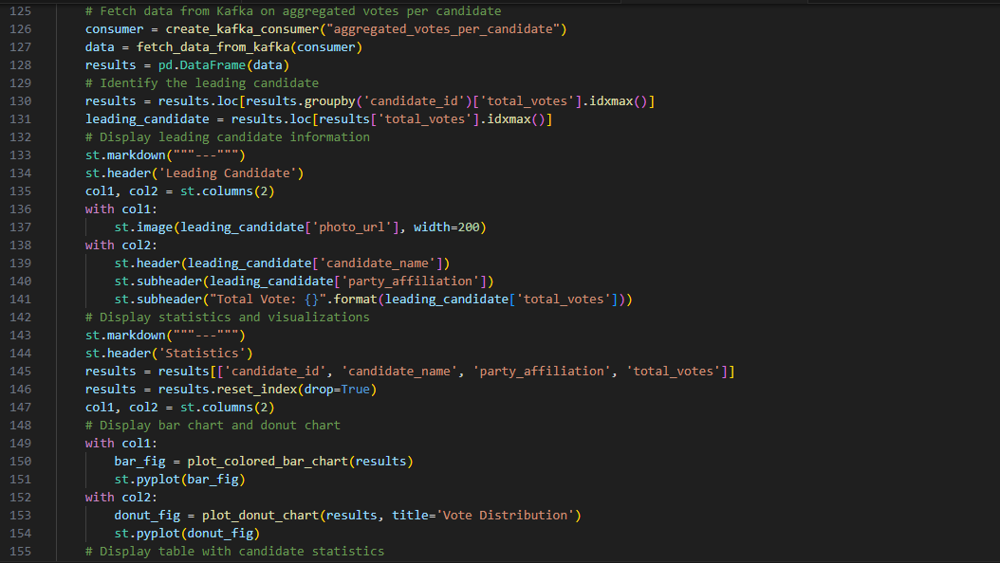 125 # Fetch data from Kafka on aggregated votes per candidate
126 consumer = create_kafka_consumer("aggregated_votes_per_candidate")
127 data = fetch_data_from_kafka(consumer)
128 results = pd.DataFrame(data)
129 # Identify the leading candidate
130 results = results.loc[results.groupby('candidate_id')['total_votes'].idxmax()]
131 leading_candidate = results.loc[results['total_votes'].idxmax()]
132 # Display leading candidate information
133 st.markdown("""---""")
134 st.header('Leading Candidate')
135 col1, col2 = st.columns(2)
136 with col1:
137 st.image(leading_candidate['photo_url'], width=200)
138 with col2:
139 st.header(leading_candidate['candidate_name'])
140 st.subheader(leading_candidate['party_affiliation'])
141 st.subheader("Total Vote: {}".format(leading_candidate['total_votes']))
142 # Display statistics and visualizations
143 st.markdown("""---""")
144 st.header('Statistics')
145 results = results[['candidate_id', 'candidate_name', 'party_affiliation', 'total_votes']]
146 results = results.reset_index(drop=True)
147 col1, col2 = st.columns(2)
148 # Display bar chart and donut chart
149 with col1:
150 bar_fig = plot_colored_bar_chart(results)
151 st.pyplot(bar_fig)
152 with col2:
153 donut_fig = plot_donut_chart(results, title='Vote Distribution')
154 st.pyplot(donut_fig)
155 # Display table with candidate statistics